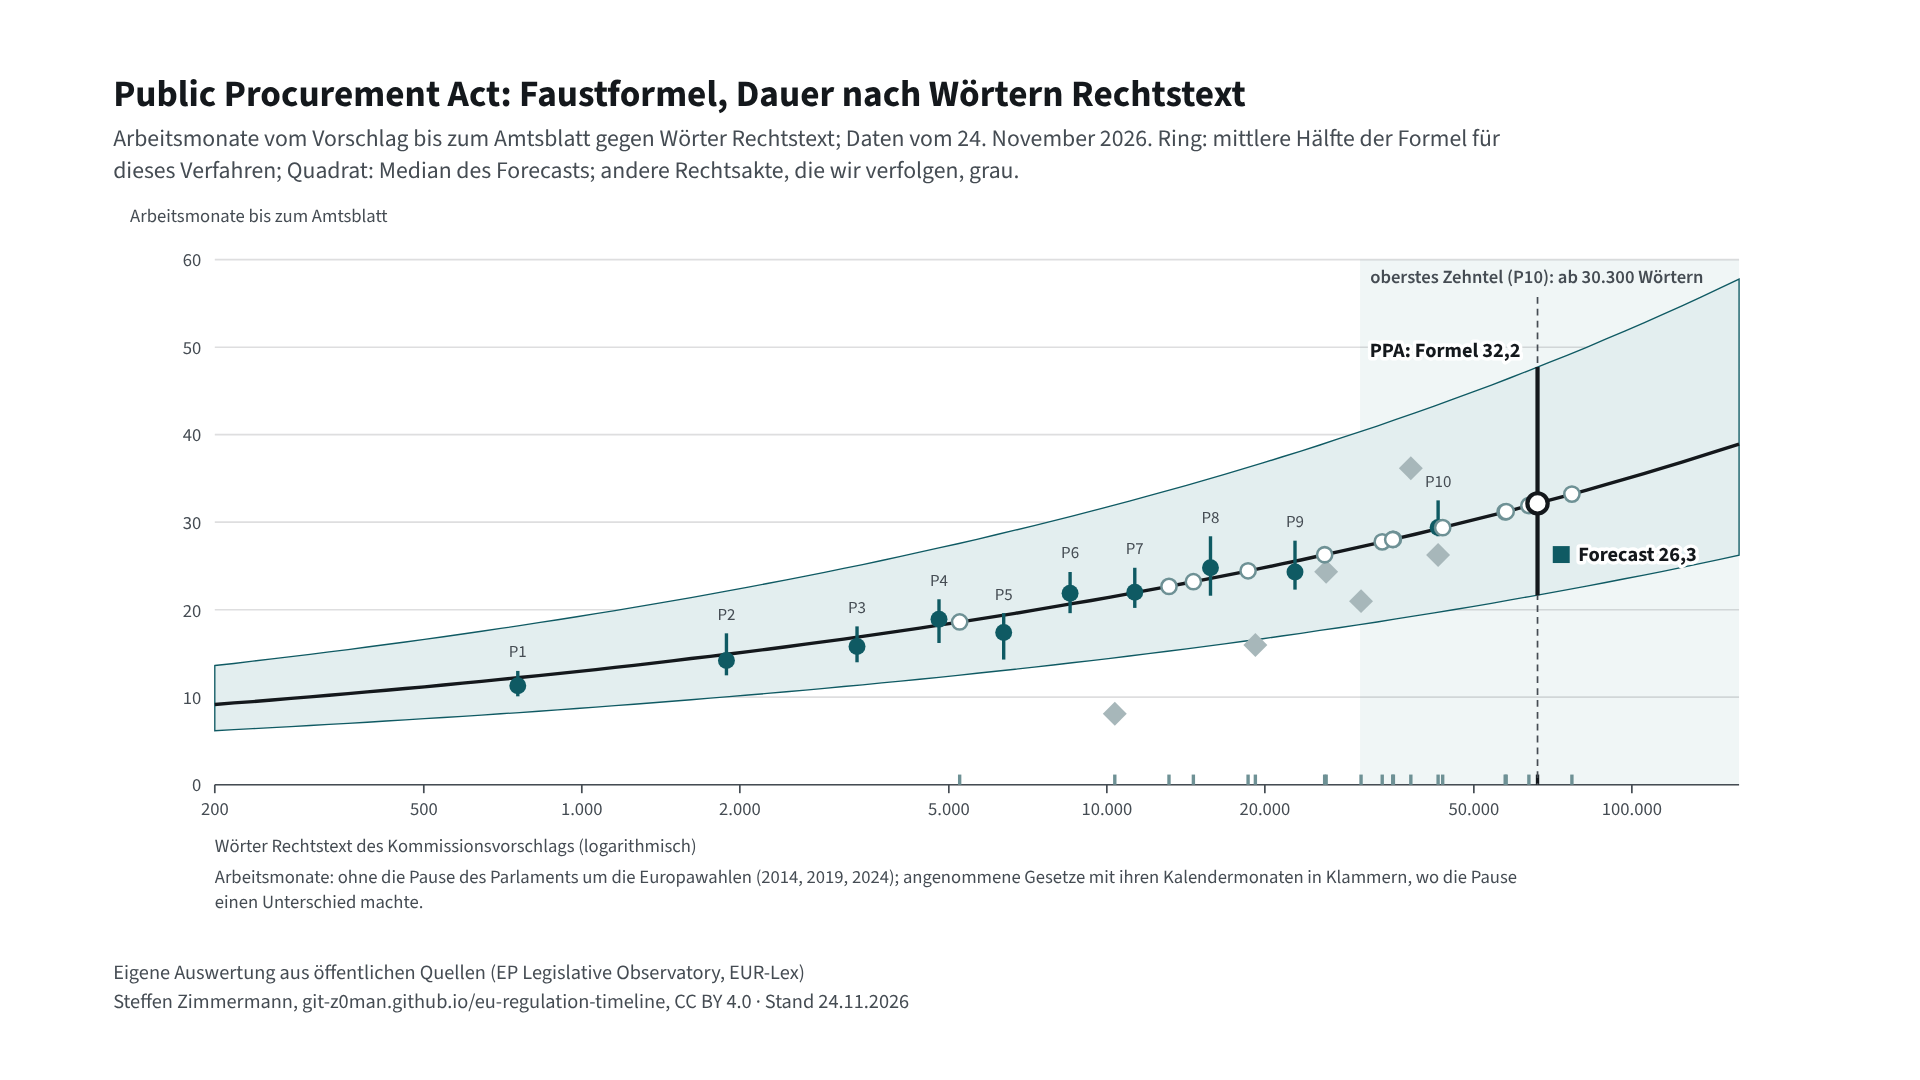 Public Procurement Act: Faustformel, Dauer nach Wörtern Rechtstext
Arbeitsmonate vom Vorschlag bis zum Amtsblatt gegen Wörter Rechtstext; Daten vom 24. November 2026. Ring: mittlere Hälfte der Formel für
dieses Verfahren; Quadrat: Median des Forecasts; andere Rechtsakte, die wir verfolgen, grau.
Arbeitsmonate bis zum Amtsblatt
60
oberstes Zehntel (P10): ab 30.300 Wörtern
50
PPA: Formel 32,2
40
P10
P8
P9
30
P6
P7
Forecast 26,3
P4
P5
P3
P2
20
P1
10
0
200 500 1.000 2.000 5.000 10.000 20.000 50.000 100.000
Wörter Rechtstext des Kommissionsvorschlags (logarithmisch)
Arbeitsmonate: ohne die Pause des Parlaments um die Europawahlen (2014, 2019, 2024); angenommene Gesetze mit ihren Kalendermonaten in Klammern, wo die Pause
einen Unterschied machte.
Eigene Auswertung aus öffentlichen Quellen (EP Legislative Observatory, EUR-Lex)
Steffen Zimmermann, git-z0man.github.io/eu-regulation-timeline, CC BY 4.0 · Stand 24.11.2026